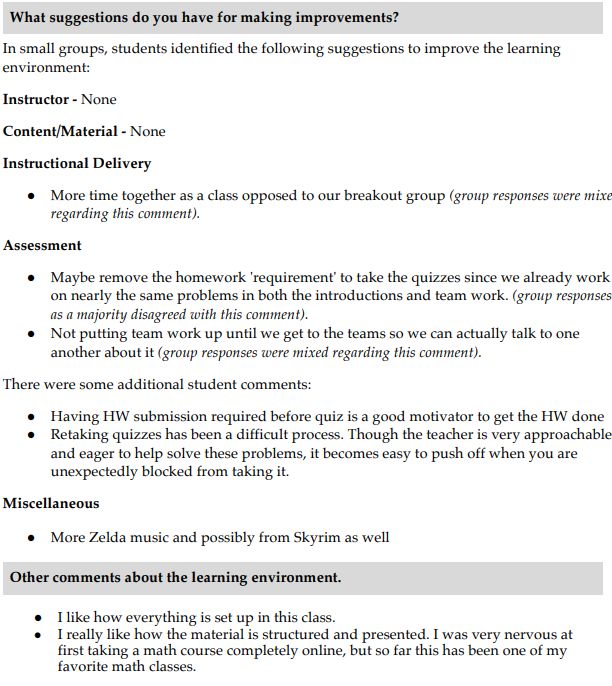 What suggestions do you have for making improvements?
In small groups, students identified the following suggestions to improve the learning
environment:
Instructor - None
Content/Material - None
Instructional Delivery
● More time together as a class opposed to our breakout group (group responses were mixe
regarding this comment).
Assessment
● Maybe remove the homework 'requirement' to take the quizzes since we already work
on nearly the same problems in both the introductions and team work. (group responses
as a majority disagreed with this comment).
● Not putting team work up until we get to the teams so we can actually talk to one
another about it (group responses were mixed regarding this comment).
There were some additional student comments:
● Having HW submission required before quiz is a good motivator to get the HW done
● Retaking quizzes has been a difficult process. Though the teacher is very approachable
and eager to help solve these problems, it becomes easy to push off when you are
unexpectedly blocked from taking it.
Miscellaneous
● More Zelda music and possibly from Skyrim as well
Other comments about the learning environment.
● I like how everything is set up in this class.
● I really like how the material is structured and presented. I was very nervous at
first taking a math course completely online, but so far this has been one of my
favorite math classes.